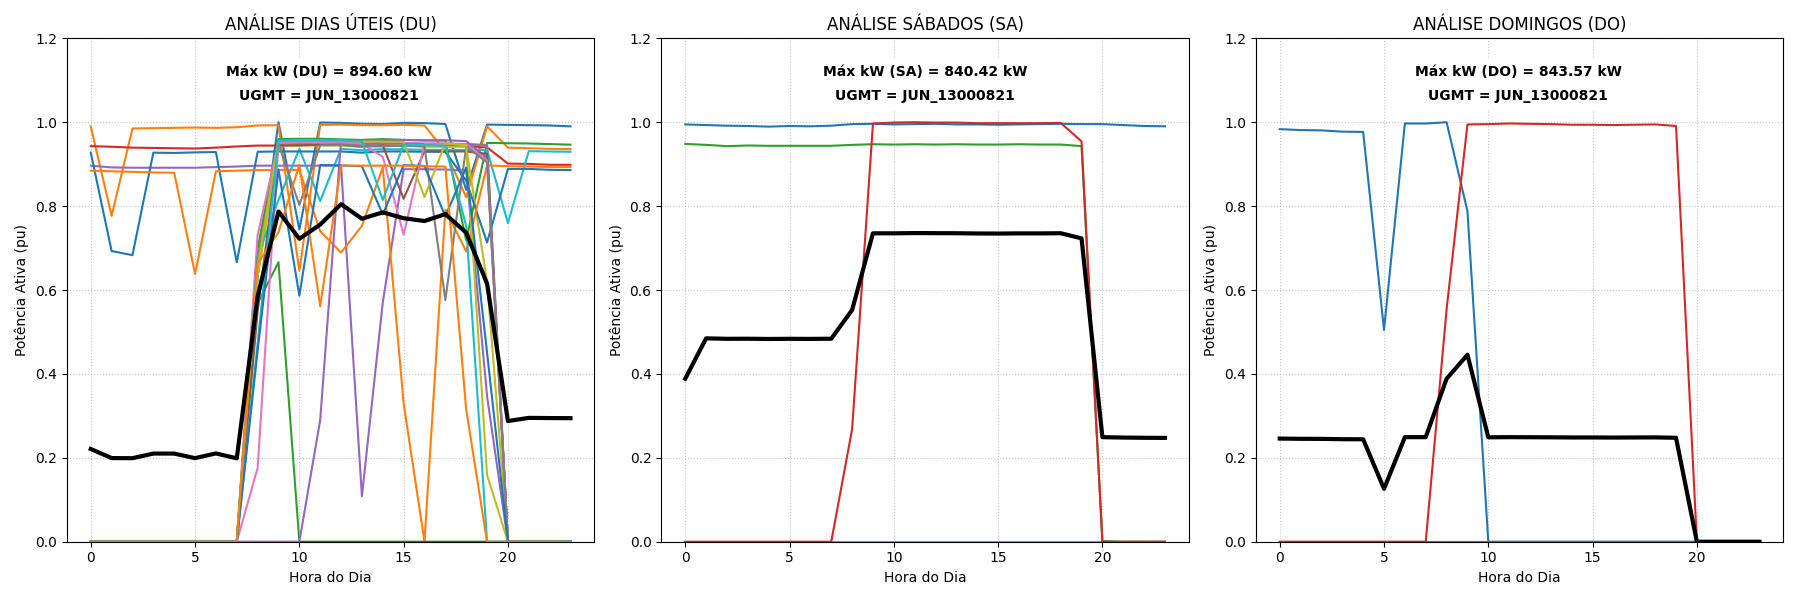 ANÁLISE DIAS ÚTEIS (DU)
Máx kW (DU) = 894.60 kW
UGMT = JUN_13000821
Potência Ativa (pu)
1.2
1.0
0.8
0.6
0.4
0.2
0.0
0 5 10 15 20
Hora do Dia
ANÁLISE SÁBADOS (SA)
Máx kW (SA) = 840.42 kW
UGMT = JUN_13000821
Potência Ativa (pu)
1.2
1.0
0.8
0.6
0.4
0.2
0.0
0 5 10 15 20
Hora do Dia
ANÁLISE DOMINGOS (DO)
Máx kW (DO) = 843.57 kW
UGMT = JUN_13000821
Potência Ativa (pu)
1.2
1.0
0.8
0.6
0.4
0.2
0.0
0 5 10 15 20
Hora do Dia